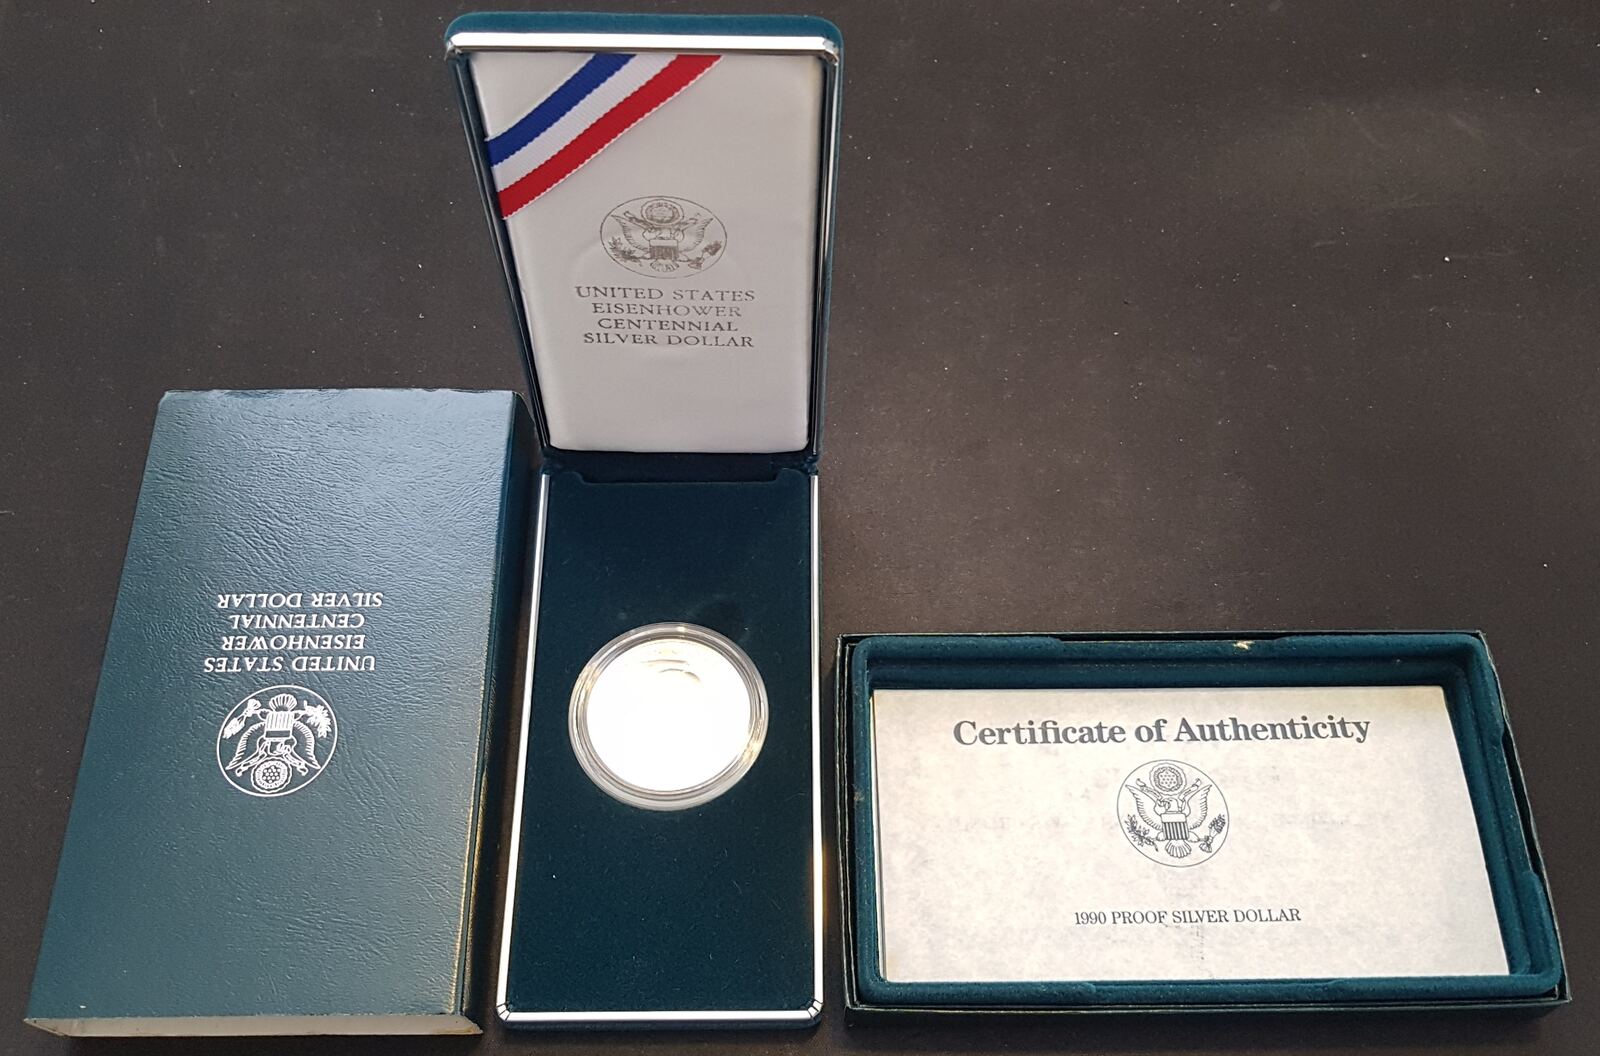 UNITED STATES
EISENHOWER
CENTENNIAL
SILVER DOLLAR
UNITED STATES
EISENHOWER
CENTENNIAL
SILVER DOLLAR
Certificate of Authenticity
1990 PROOF SILVER DOLLAR